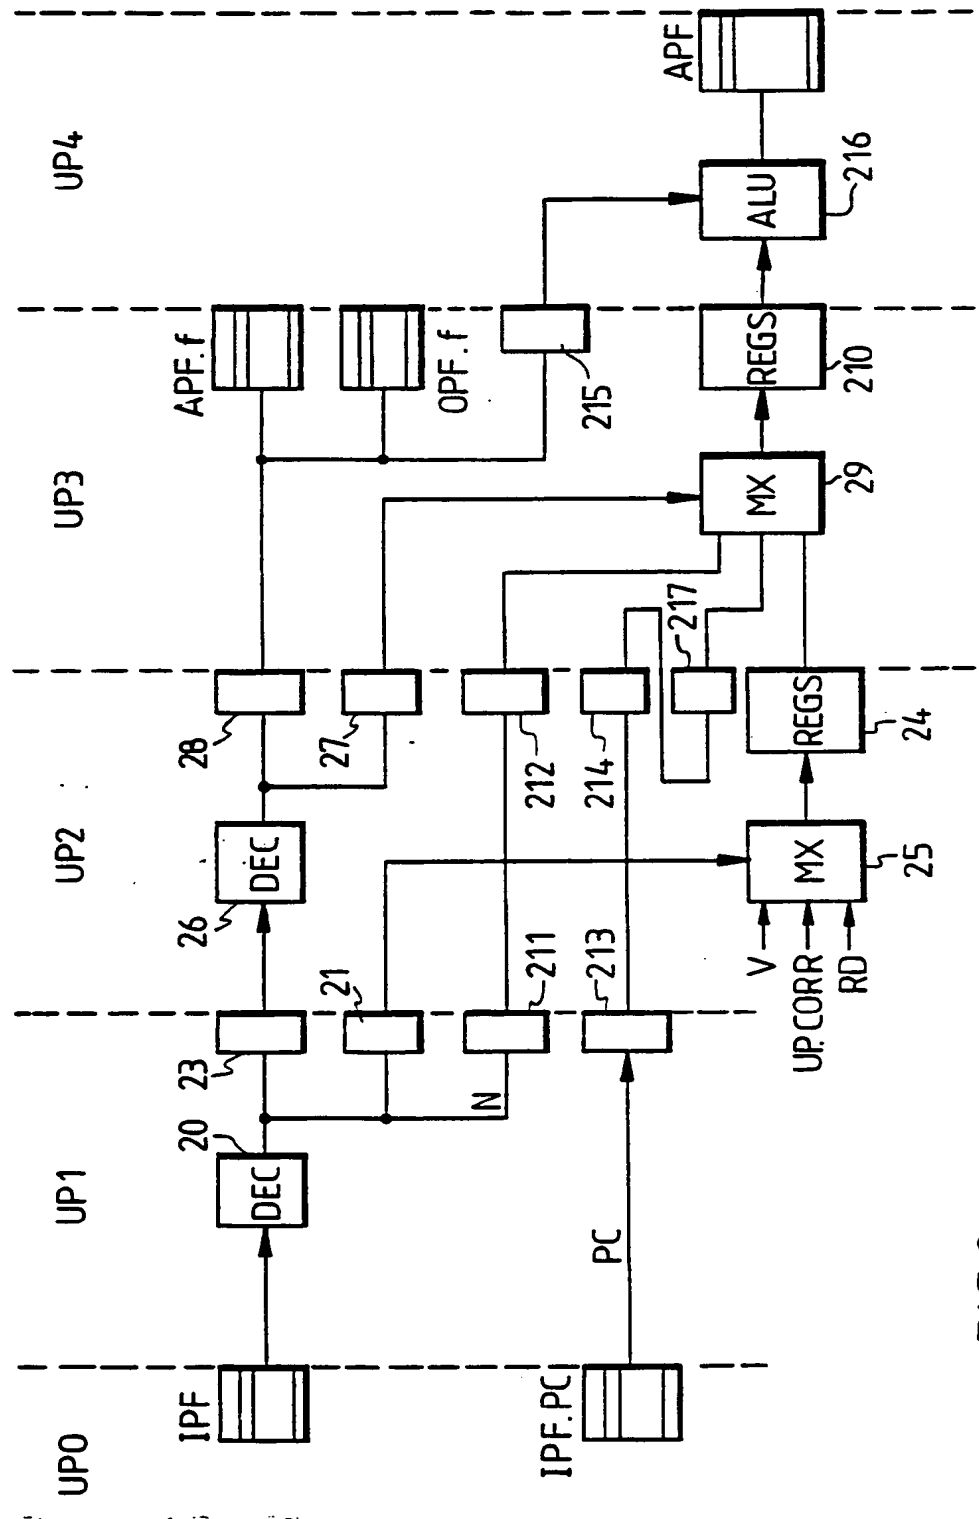 UP0
UP1
UP2
UP3
UP4
IPF
DEC
20
23
DEC
26
28
APF.f
21
27
OPF.f
N
211
212
215
IPF.PC
PC
213
214
217
V
UP.CORR
RD
MX
25
REGS
24
MX
29
REGS
210
ALU
216
APF